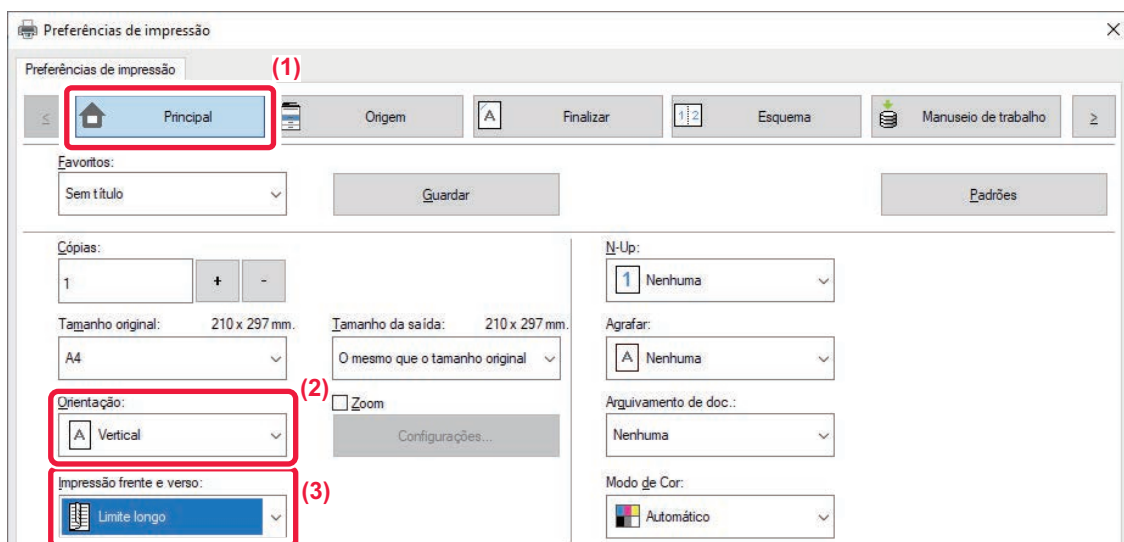 Preferências de impressão
Preferências de impressão
(1)
<
Principal
Origem
Finalizar
Esquema
Manuseio de trabalho
>
Favoritos:
Sem título
Guardar
Padrões
Cópias:
1
+
-
N-Up:
1 Nenhuma
Tamanho original: 210 x 297 mm.
Tamanho da saída: 210 x 297 mm.
Agrafar:
A4
O mesmo que o tamanho original
Nenhuma
(2)
Orientação:
Zoom
Arguivamento de doc.:
Vertical
Configurações...
Nenhuma
(3)
Impressão frente e verso:
Modo de Cor:
Limite longo
Automático